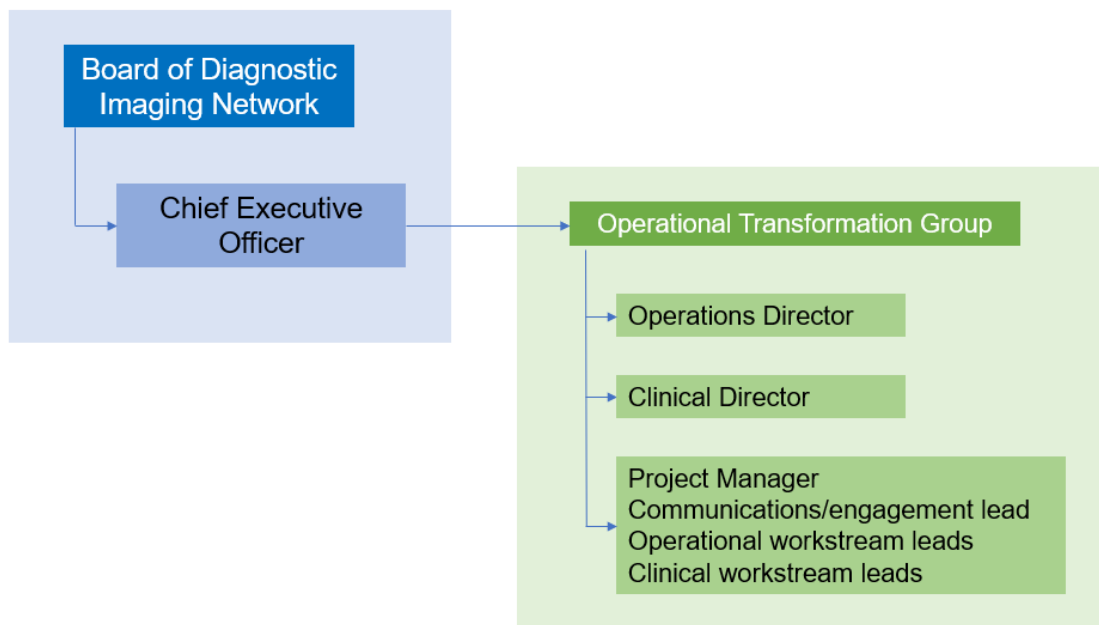 Board of Diagnostic
Imaging Network
Chief Executive
Officer
Operational Transformation Group
Operations Director
Clinical Director
Project Manager
Communications/engagement lead
Operational workstream leads
Clinical workstream leads